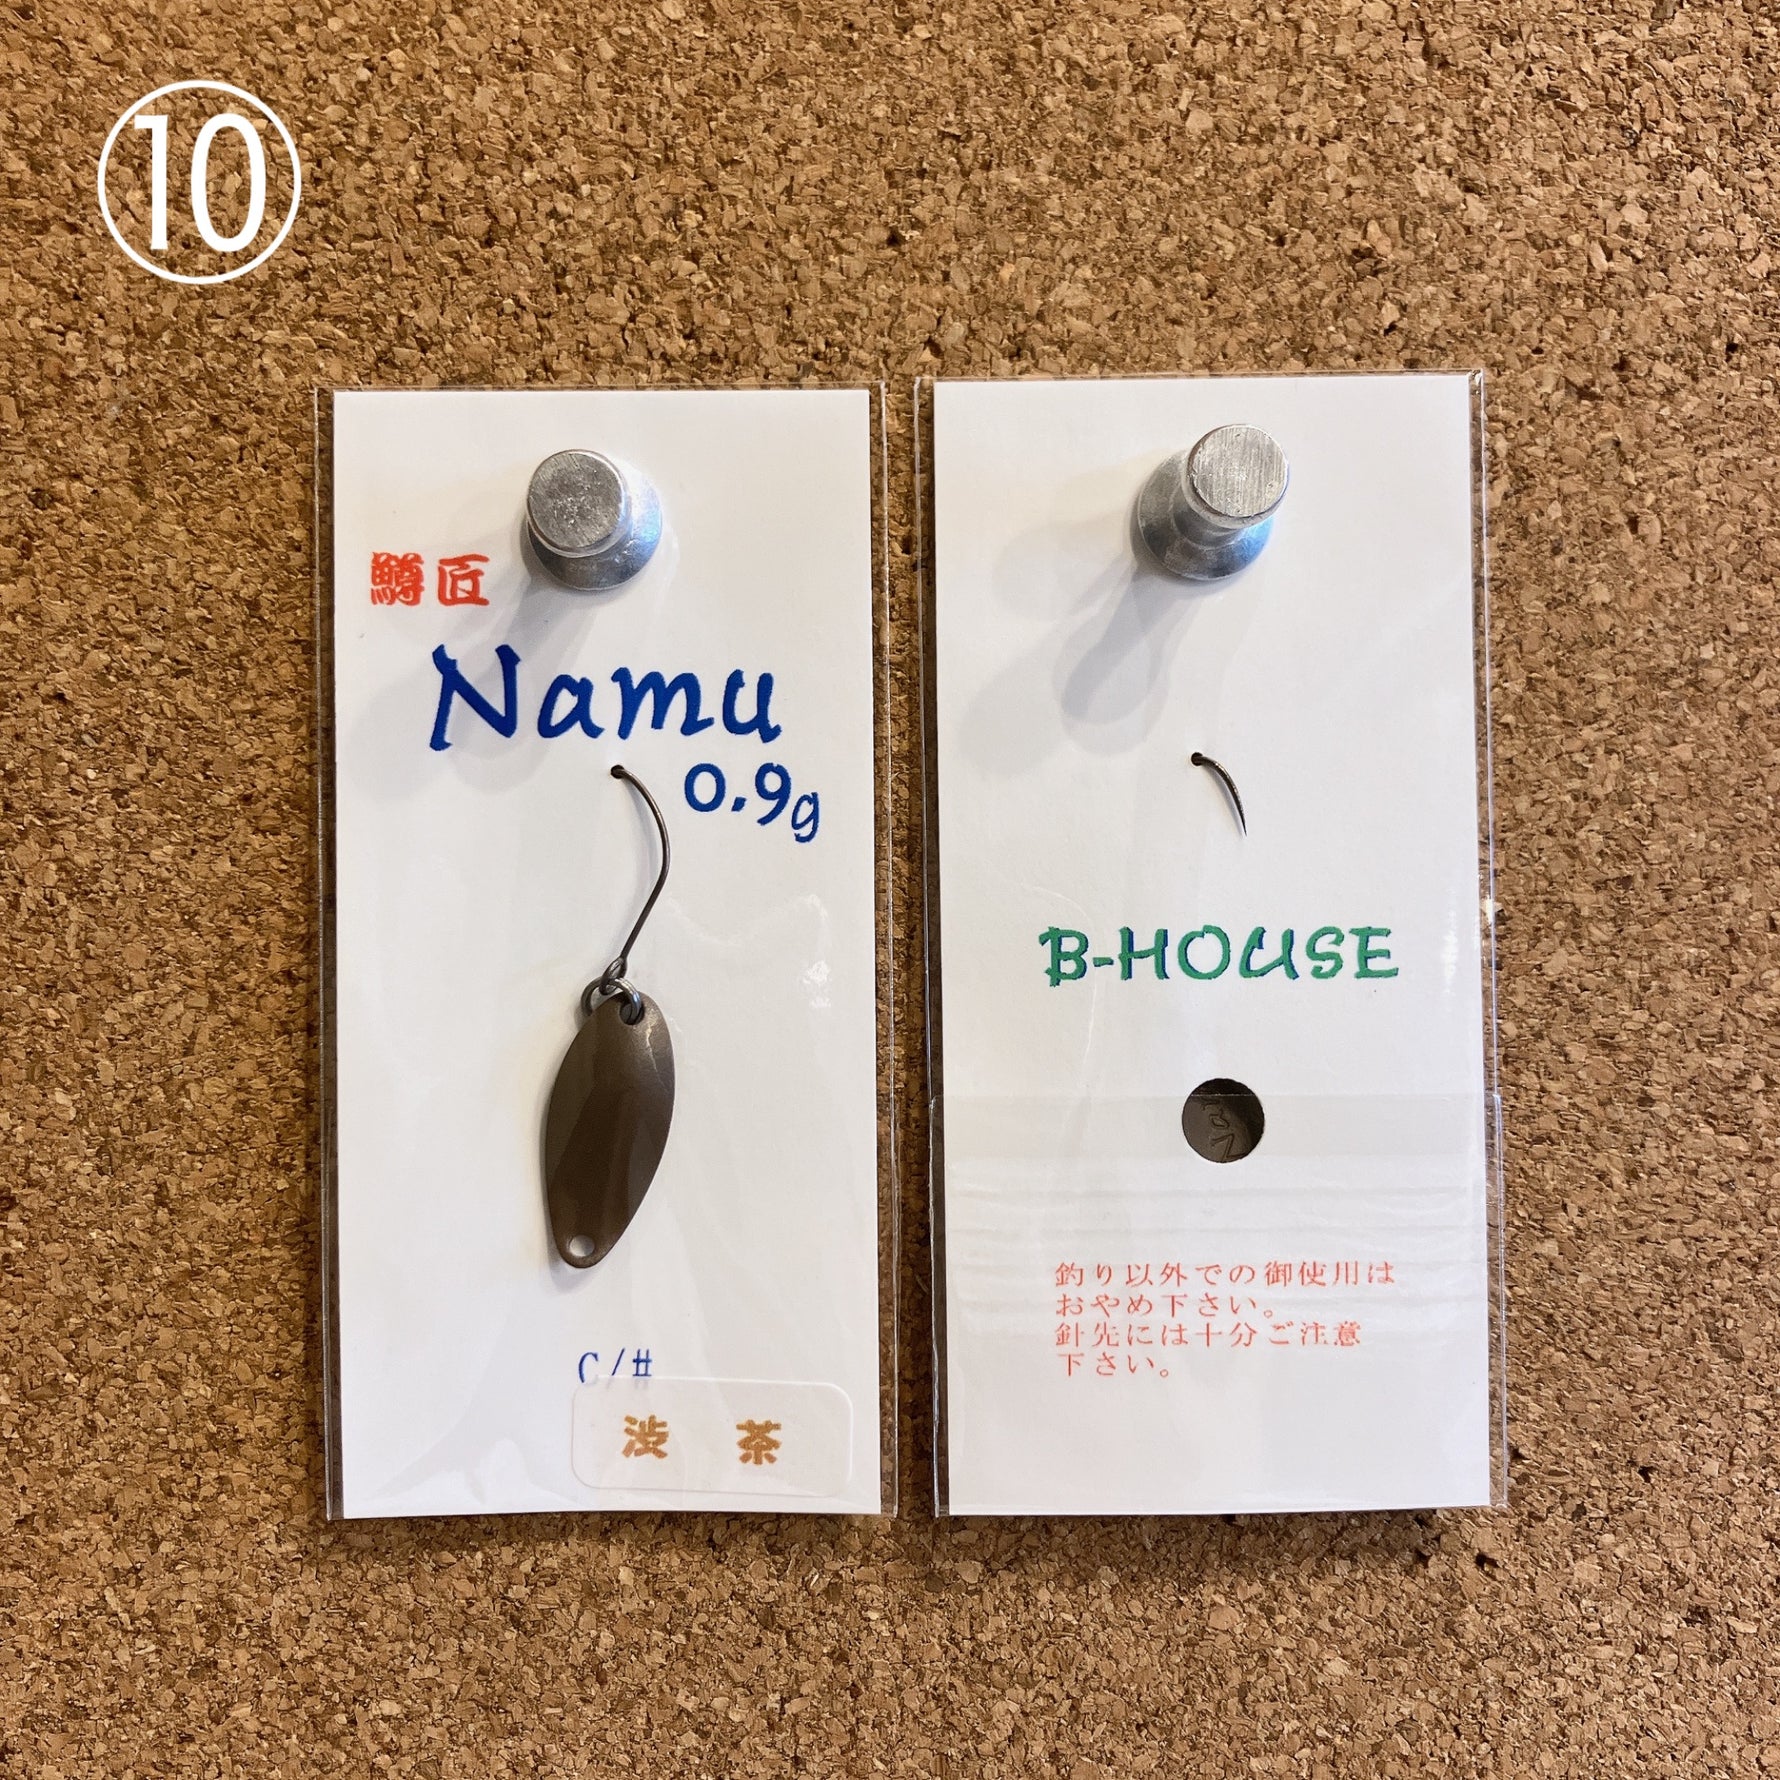 ⑩
鱒匠
Namu
0.9g
C/#
渋 茶
B-HOUSE
釣り以外での御使用は
おやめ下さい。
針先には十分ご注意
下さい。